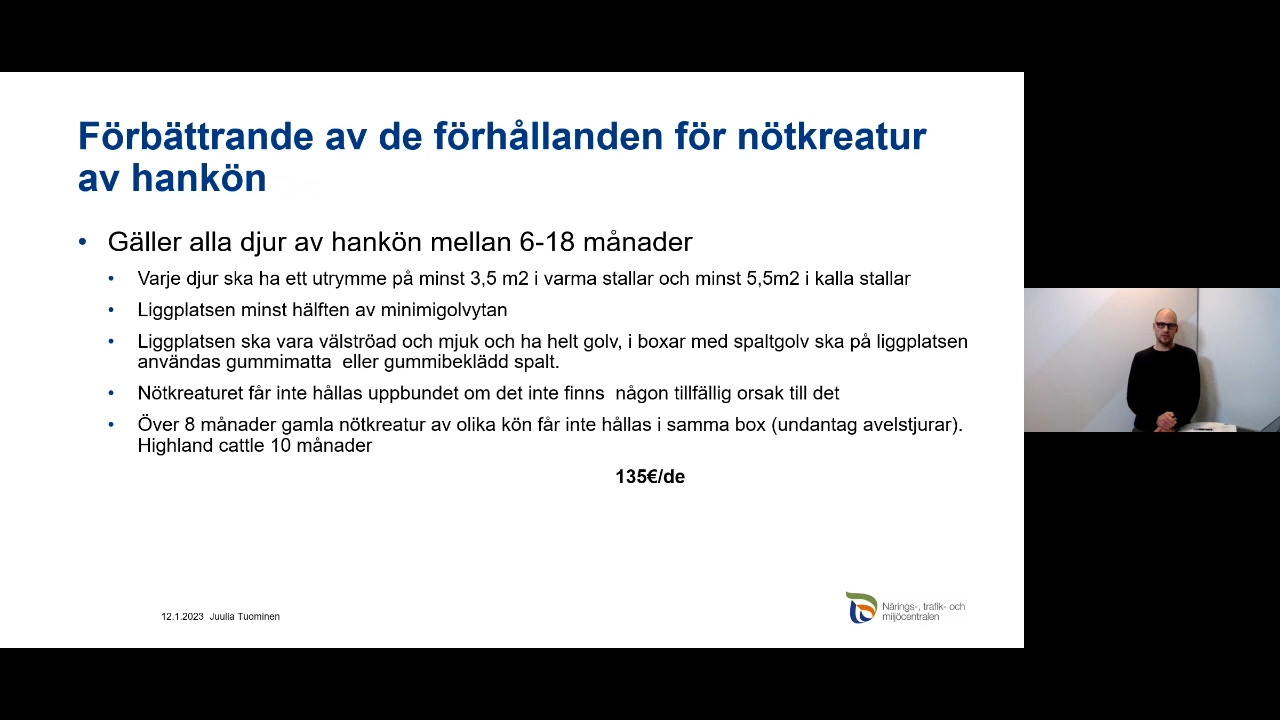 Förbättrande av de förhållanden för nötkreatur
av hankön
• Gäller alla djur av hankön mellan 6-18 månader
• Varje djur ska ha ett utrymme på minst 3,5 m2 i varma stallar och minst 5,5m2 i kalla stallar
• Liggplatsen minst hälften av minimigolvytan
• Liggplatsen ska vara välströad och mjuk och ha helt golv, i boxar med spaltgolv ska på liggplatsen
användas gummimatta  eller gummibeklädd spalt.
• Nötkreaturet får inte hållas uppbundet om det inte finns  någon tillfällig orsak till det
• Över 8 månader gamla nötkreatur av olika kön får inte hållas i samma box (undantag avelstjurar).
Highland cattle 10 månader
135€/de
12.1.2023  Juulia Tuominen
Närings-, trafik- och
miljöcentralen